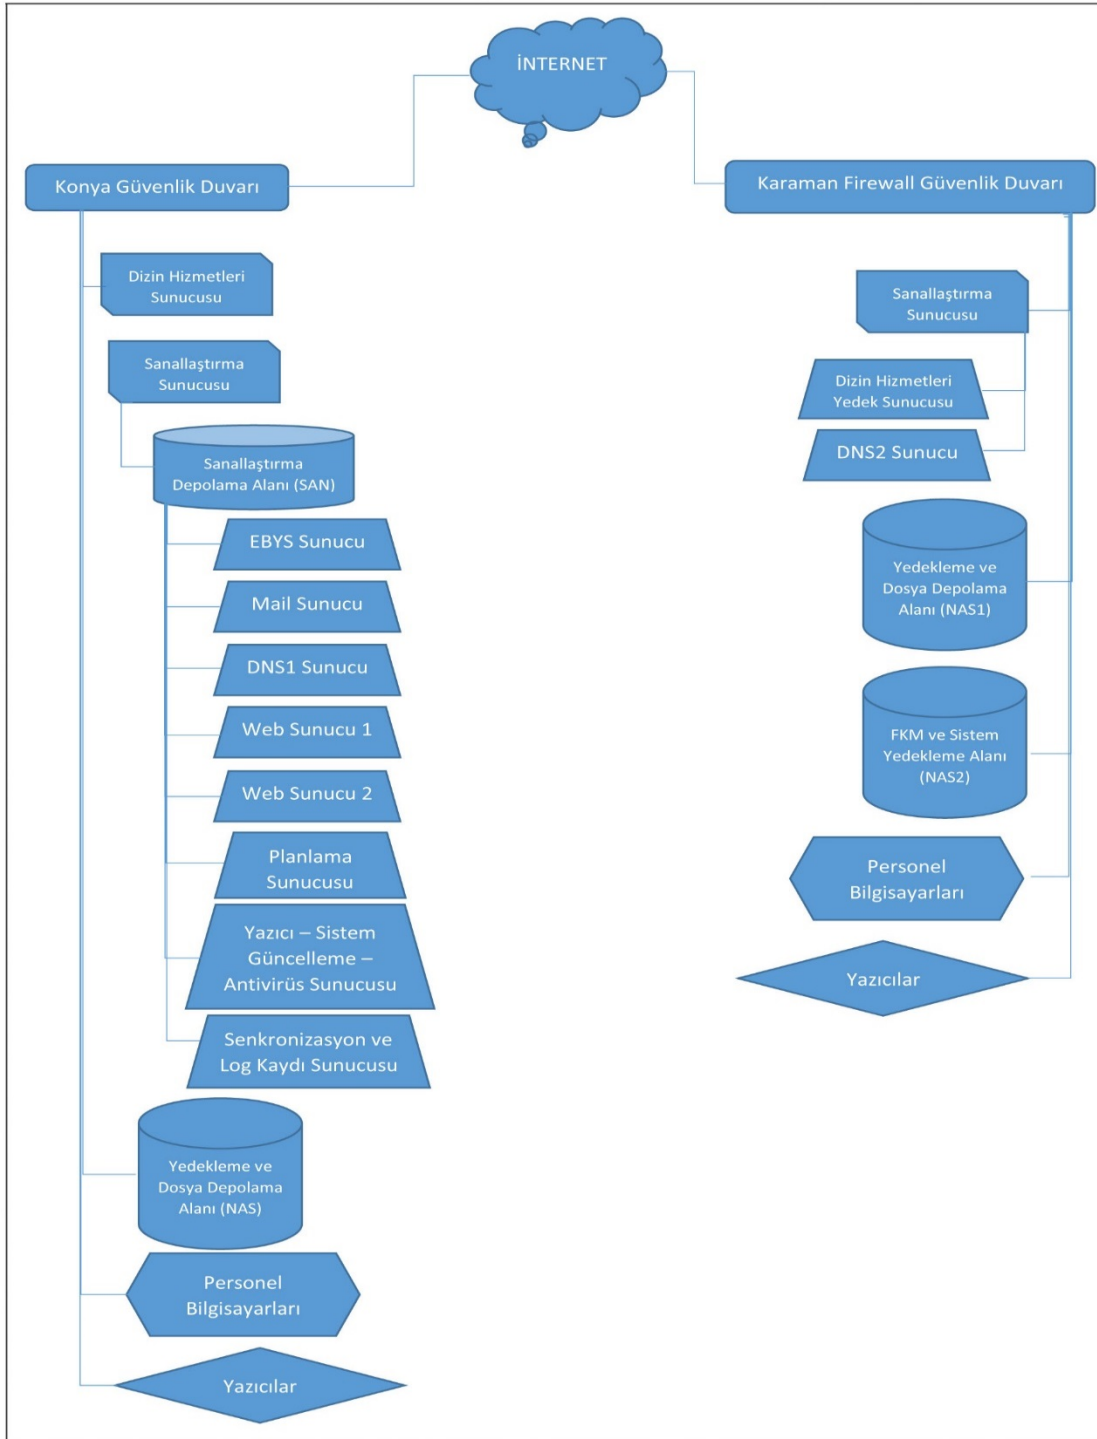 İNTERNET
Konya Güvenlik Duvarı
Dizin Hizmetleri
Sunucusu
Sanallaştırma
Sunucusu
Sanallaştırma
Depolama Alanı (SAN)
EBYS Sunucu
Mail Sunucu
DNS1 Sunucu
Web Sunucu 1
Web Sunucu 2
Planlama
Sunucusu
Yazıcı – Sistem
Güncelleme –
Antivirüs Sunucusu
Senkronizasyon ve
Log Kaydı Sunucusu
Yedekleme ve
Dosya Depolama
Alanı (NAS)
Personel
Bilgisayarları
Yazıcılar
Karaman Firewall Güvenlik Duvarı
Sanallaştırma
Sunucusu
Dizin Hizmetleri
Yedek Sunucusu
DNS2 Sunucu
Yedekleme ve
Dosya Depolama
Alanı (NAS1)
FKM ve Sistem
Yedekleme Alanı
(NAS2)
Personel
Bilgisayarları
Yazıcılar